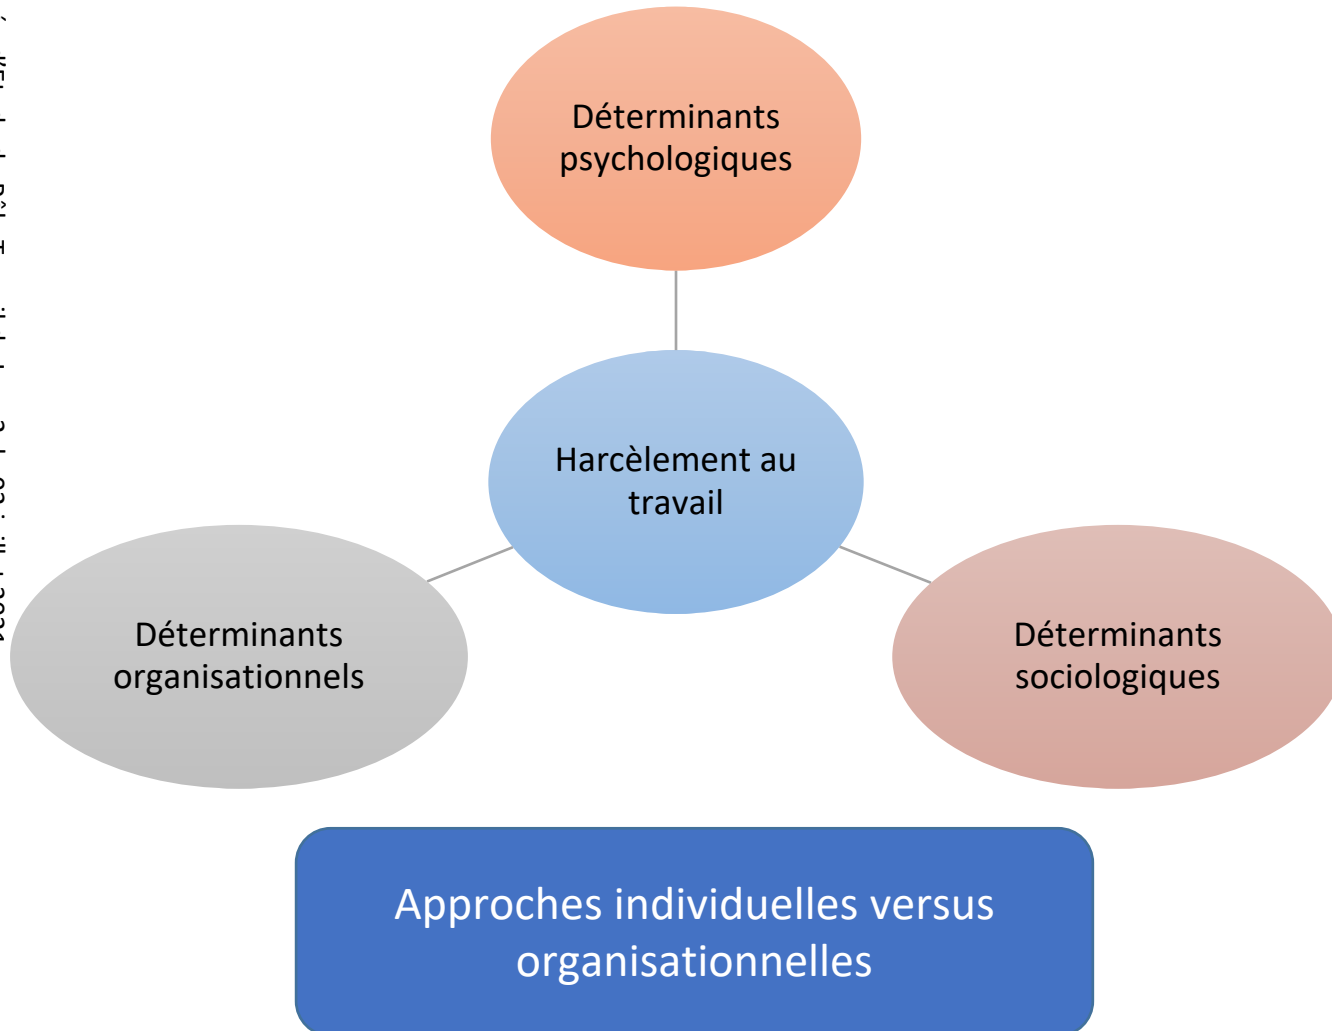 Déterminants
psychologiques
Harcèlement au
travail
Déterminants
organisationnels
Déterminants
sociologiques
Approches individuelles versus
organisationnelles